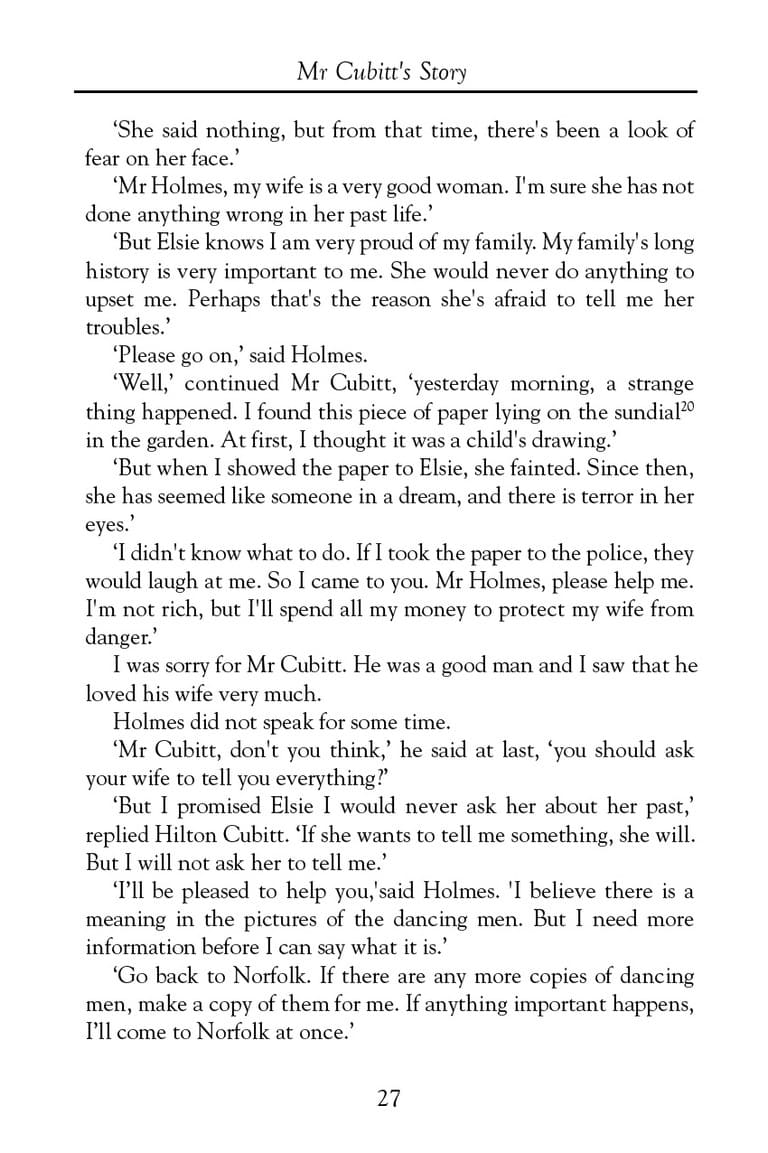 Mr Cubitt's Story
‘She said nothing, but from that time, there's been a look of
fear on her face.’
‘Mr Holmes, my wife is a very good woman. I'm sure she has not
done anything wrong in her past life.’
‘But Elsie knows I am very proud of my family. My family's long
history is very important to me. She would never do anything to
upset me. Perhaps that's the reason she's afraid to tell me her
troubles.’
‘Please go on,’ said Holmes.
‘Well,’ continued Mr Cubitt, ‘yesterday morning, a strange
thing happened. I found this piece of paper lying on the sundial²⁰
in the garden. At first, I thought it was a child's drawing.’
‘But when I showed the paper to Elsie, she fainted. Since then,
she has seemed like someone in a dream, and there is terror in her
eyes.’
‘I didn't know what to do. If I took the paper to the police, they
would laugh at me. So I came to you. Mr Holmes, please help me.
I'm not rich, but I'll spend all my money to protect my wife from
danger.’
I was sorry for Mr Cubitt. He was a good man and I saw that he
loved his wife very much.
Holmes did not speak for some time.
‘Mr Cubitt, don't you think,’ he said at last, ‘you should ask
your wife to tell you everything?’
‘But I promised Elsie I would never ask her about her past,’
replied Hilton Cubitt. ‘If she wants to tell me something, she will.
But I will not ask her to tell me.’
‘I’ll be pleased to help you,'said Holmes. 'I believe there is a
meaning in the pictures of the dancing men. But I need more
information before I can say what it is.’
‘Go back to Norfolk. If there are any more copies of dancing
men, make a copy of them for me. If anything important happens,
I’ll come to Norfolk at once.’
27